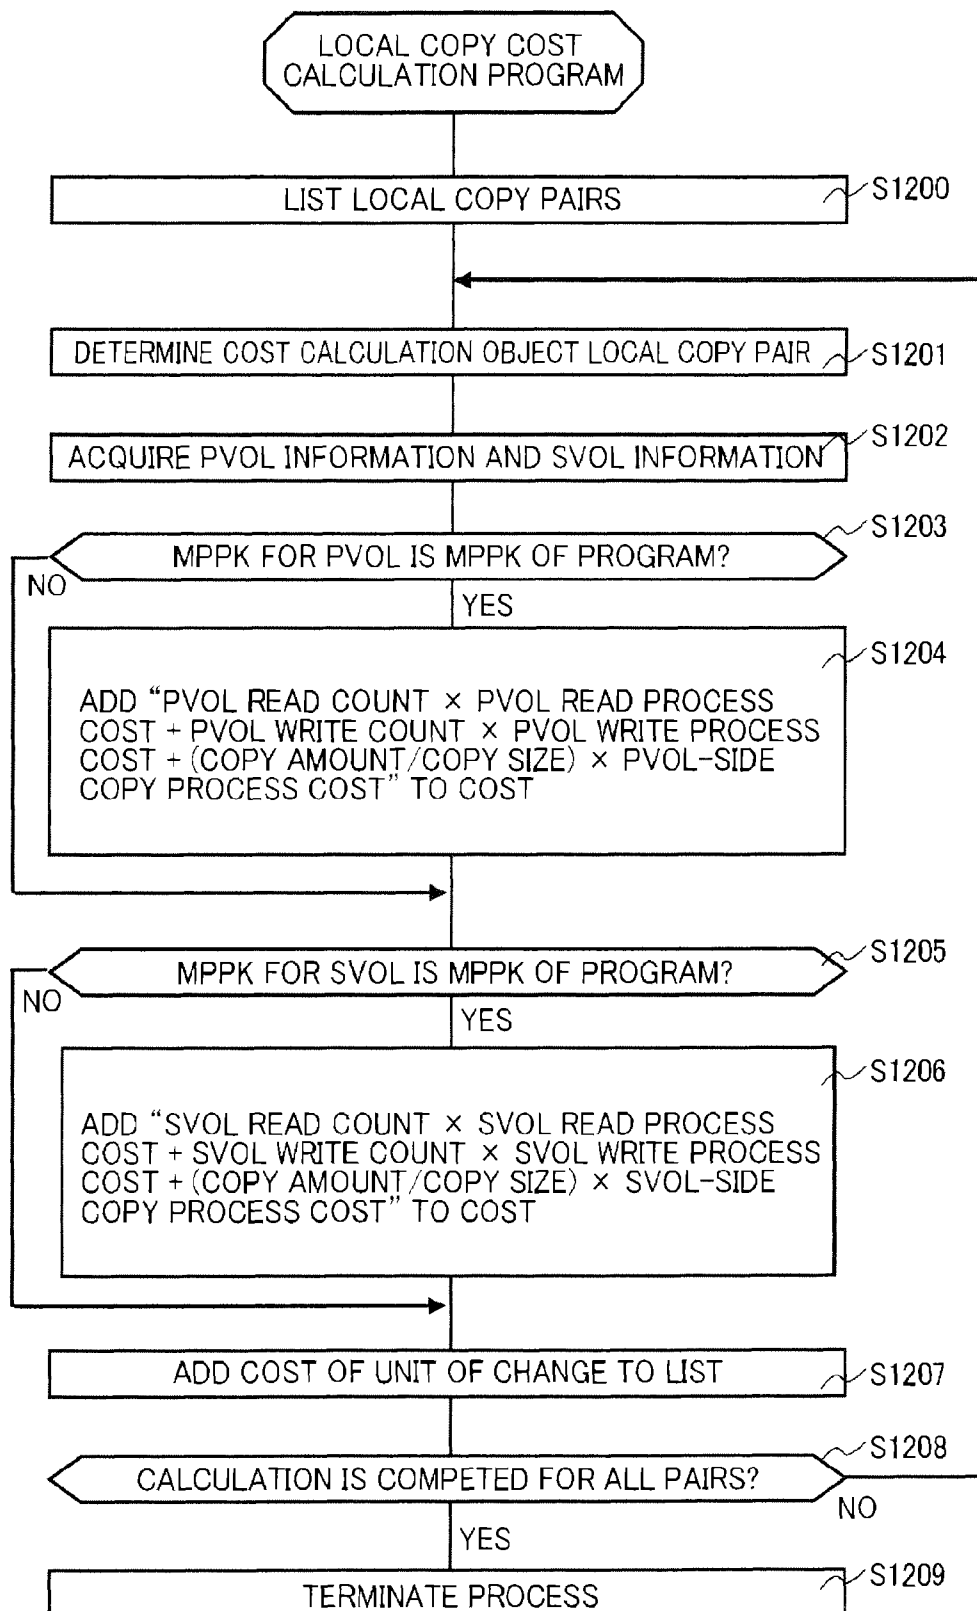 LOCAL COPY COST
CALCULATION PROGRAM
LIST LOCAL COPY PAIRS
S1200
DETERMINE COST CALCULATION OBJECT LOCAL COPY PAIR
S1201
ACQUIRE PVOL INFORMATION AND SVOL INFORMATION
S1202
MPPK FOR PVOL IS MPPK OF PROGRAM?
S1203
NO
YES
S1204
ADD “PVOL READ COUNT × PVOL READ PROCESS
COST + PVOL WRITE COUNT × PVOL WRITE PROCESS
COST + (COPY AMOUNT/COPY SIZE) × PVOL-SIDE
COPY PROCESS COST” TO COST
MPPK FOR SVOL IS MPPK OF PROGRAM?
S1205
NO
YES
S1206
ADD “SVOL READ COUNT × SVOL READ PROCESS
COST + SVOL WRITE COUNT × SVOL WRITE PROCESS
COST + (COPY AMOUNT/COPY SIZE) × SVOL-SIDE
COPY PROCESS COST” TO COST
ADD COST OF UNIT OF CHANGE TO LIST
S1207
CALCULATION IS COMPETED FOR ALL PAIRS?
S1208
NO
YES
TERMINATE PROCESS
S1209